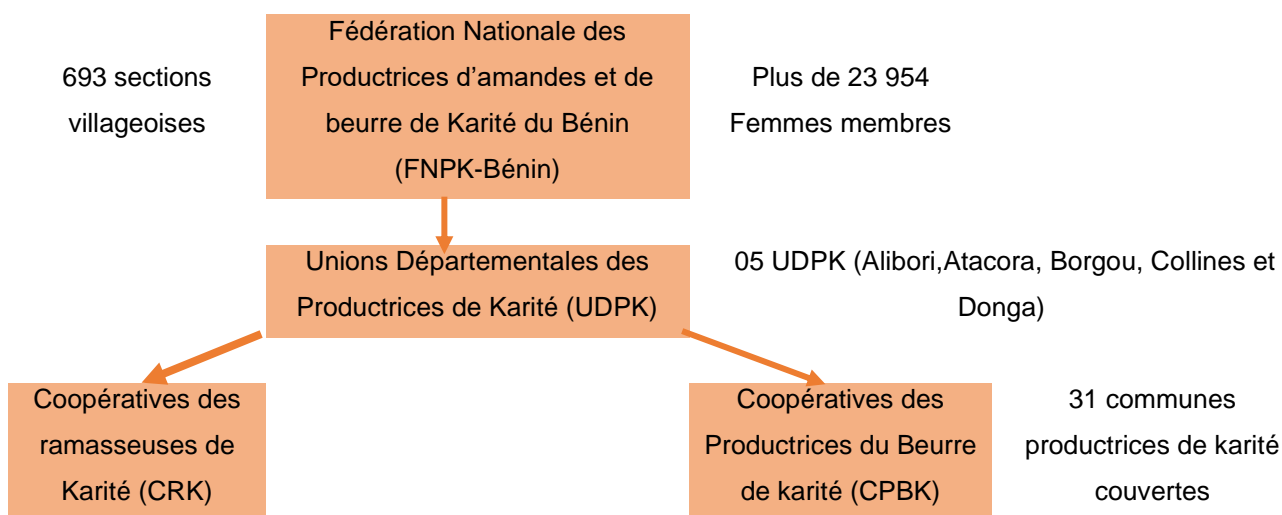 693 sections
villageoises
Fédération Nationale des
Productrices d’amandes et de
beurre de Karité du Bénin
(FNPK-Bénin)
Plus de 23 954
Femmes membres
Unions Départementales des
Productrices de Karité (UDPK)
05 UDPK (Alibori,Atacora, Borgou, Collines et
Donga)
Coopératives des
ramasseuses de
Karité (CRK)
Coopératives des
Productrices du Beurre
de karité (CPBK)
31 communes
productrices de karité
couvertes